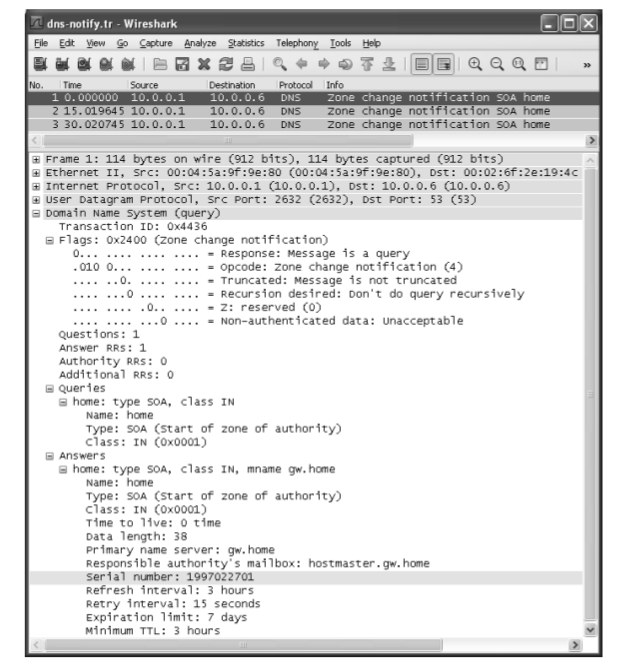 dns-notify.tr - Wireshark
File Edit View Go Capture Analyze Statistics Telephony Tools Help
»
No. Time Source Destination Protocol Info
1 0.000000 10.0.0.1 10.0.0.6 DNS Zone change notification SOA home
2 15.019645 10.0.0.1 10.0.0.6 DNS Zone change notification SOA home
3 30.020745 10.0.0.1 10.0.0.6 DNS Zone change notification SOA home
Frame 1: 114 bytes on wire (912 bits), 114 bytes captured (912 bits)
Ethernet II, Src: 00:04:5a:9f:9e:80 (00:04:5a:9f:9e:80), Dst: 00:02:6f:2e:19:4c
Internet Protocol, Src: 10.0.0.1 (10.0.0.1), Dst: 10.0.0.6 (10.0.0.6)
User Datagram Protocol, Src Port: 2632 (2632), Dst Port: 53 (53)
Domain Name System (query)
Transaction ID: 0x4436
Flags: 0x2400 (Zone change notification)
0... .... .... .... = Response: Message is a query
.010 0... .... .... = Opcode: Zone change notification (4)
.... ..0. .... .... = Truncated: Message is not truncated
.... ...0 .... .... = Recursion desired: Don't do query recursively
.... .... .0.. .... = Z: reserved (0)
.... .... ...0 .... = Non-authenticated data: Unacceptable
Questions: 1
Answer RRs: 1
Authority RRs: 0
Additional RRs: 0
Queries
home: type SOA, class IN
Name: home
Type: SOA (Start of zone of authority)
Class: IN (0x0001)
Answers
home: type SOA, class IN, mname gw.home
Name: home
Type: SOA (Start of zone of authority)
Class: IN (0x0001)
Time to live: 0 time
Data length: 38
Primary name server: gw.home
Responsible authority's mailbox: hostmaster.gw.home
Serial number: 1997022701
Refresh interval: 3 hours
Retry interval: 15 seconds
Expiration limit: 7 days
Minimum TTL: 3 hours